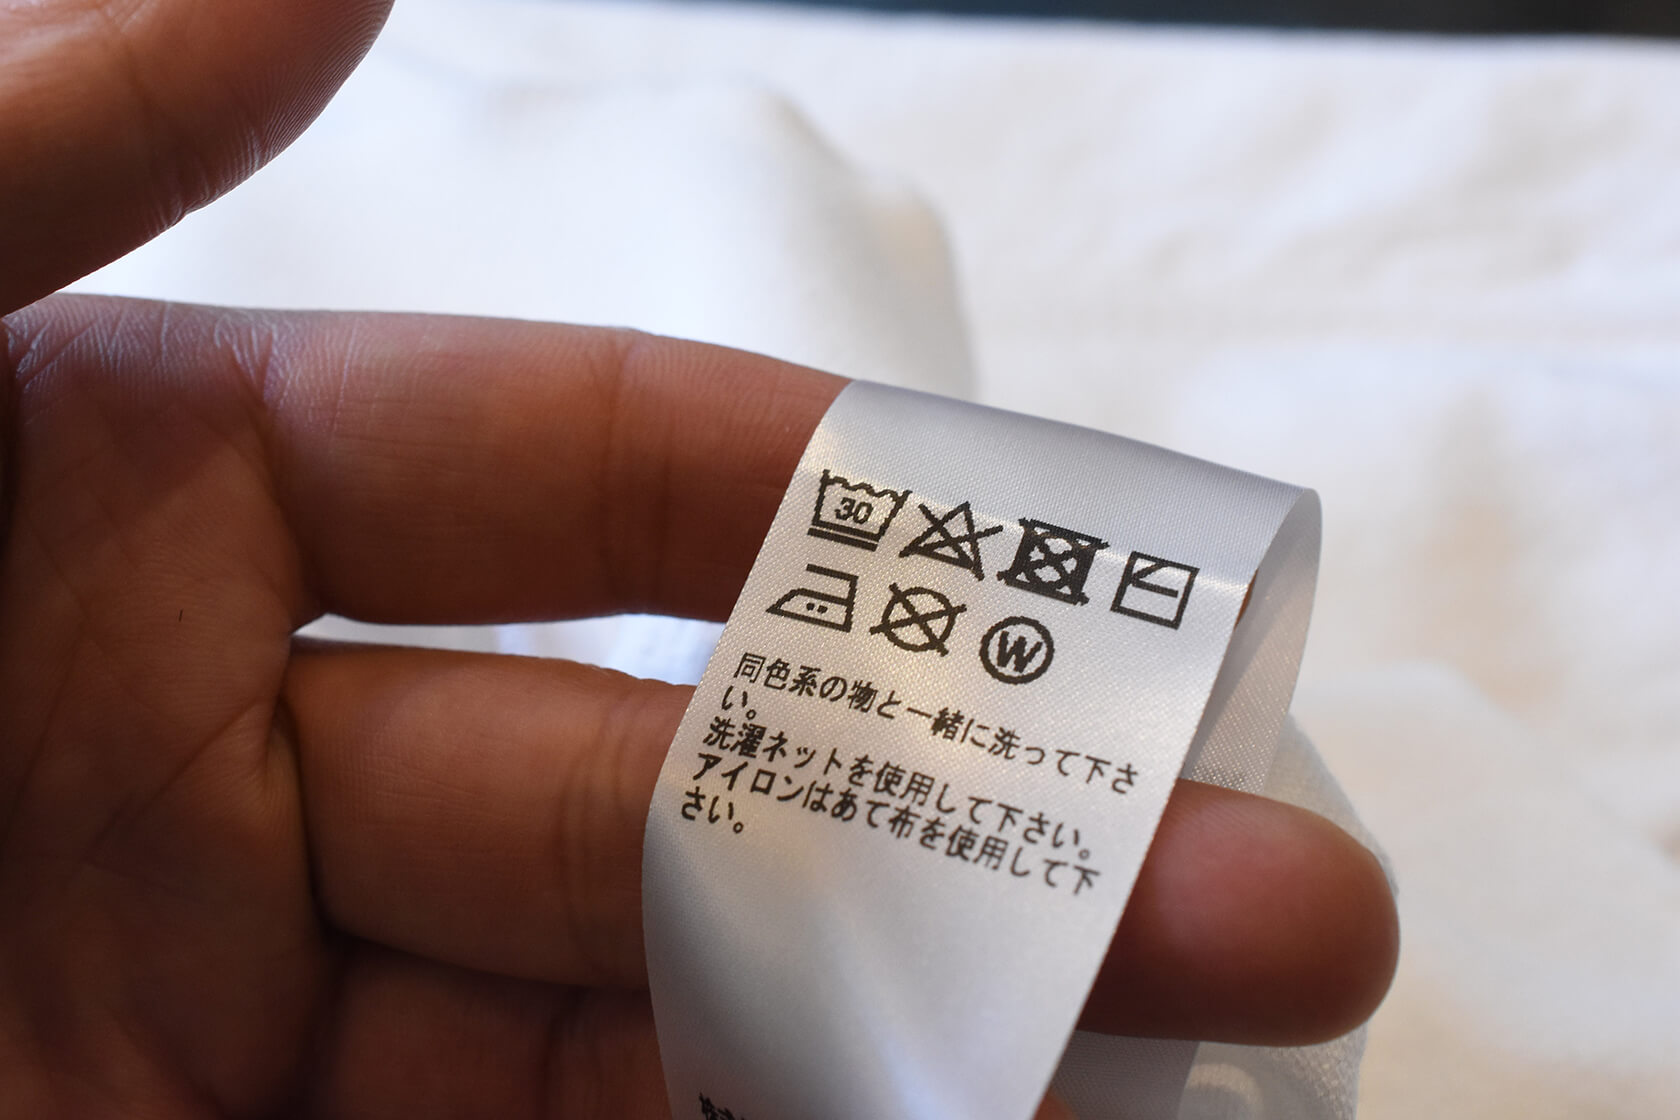 30
W
同色系の物と一緒に洗って下さ
い。
洗濯ネットを使用して下さい。
アイロンはあて布を使用して下
さい。